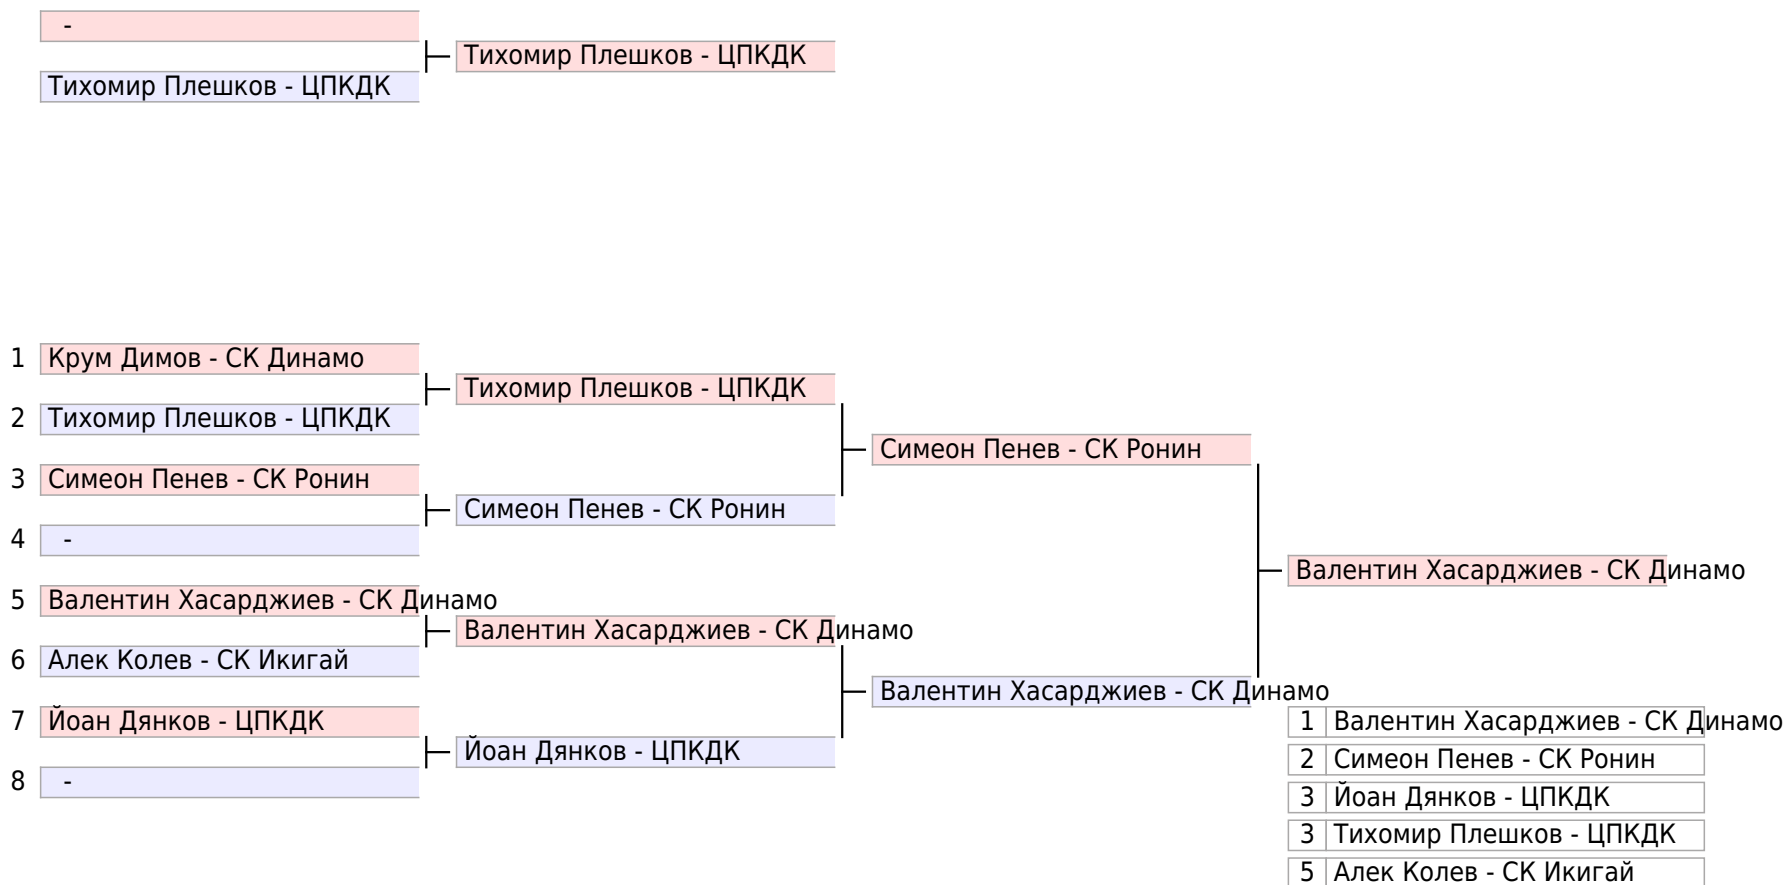 -
Тихомир Плешков - ЦПКДК
Тихомир Плешков - ЦПКДК
1 Крум Димов - СК Динамо
2 Тихомир Плешков - ЦПКДК
3 Симеон Пенев - СК Ронин
4 -
5 Валентин Хасарджиев - СК Динамо
6 Алек Колев - СК Икигай
7 Йоан Дянков - ЦПКДК
8 -
Тихомир Плешков - ЦПКДК
Симеон Пенев - СК Ронин
Валентин Хасарджиев - СК Динамо
Йоан Дянков - ЦПКДК
Симеон Пенев - СК Ронин
Валентин Хасарджиев - СК Динамо
Валентин Хасарджиев - СК Динамо
1 Валентин Хасарджиев - СК Динамо
2 Симеон Пенев - СК Ронин
3 Йоан Дянков - ЦПКДК
3 Тихомир Плешков - ЦПКДК
5 Алек Колев - СК Икигай